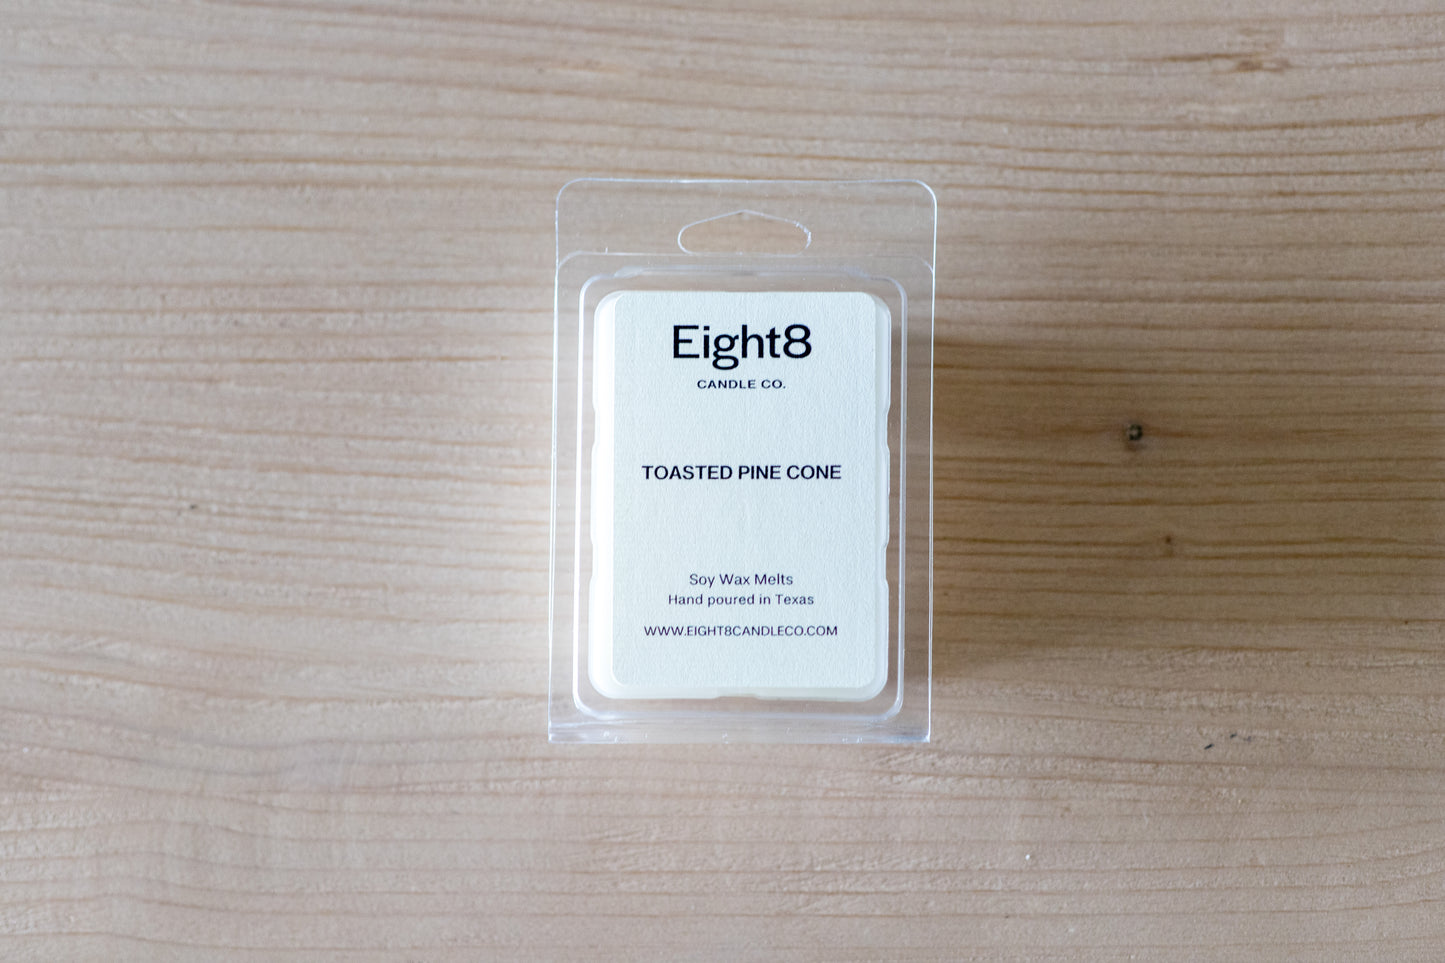 Eight8
CANDLE CO.
TOASTED PINE CONE
Soy Wax Melts
Hand poured in Texas
WWW.EIGHT8CANDLECO.COM